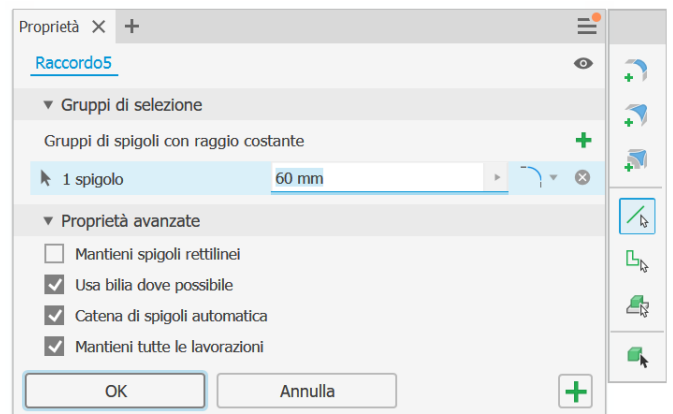 Proprietà
Raccordo5
Gruppi di selezione
Gruppi di spigoli con raggio costante
1 spigolo 60 mm
Proprietà avanzate
Mantieni spigoli rettilinei
Usa bilia dove possibile
Catena di spigoli automatica
Mantieni tutte le lavorazioni
OK Annulla